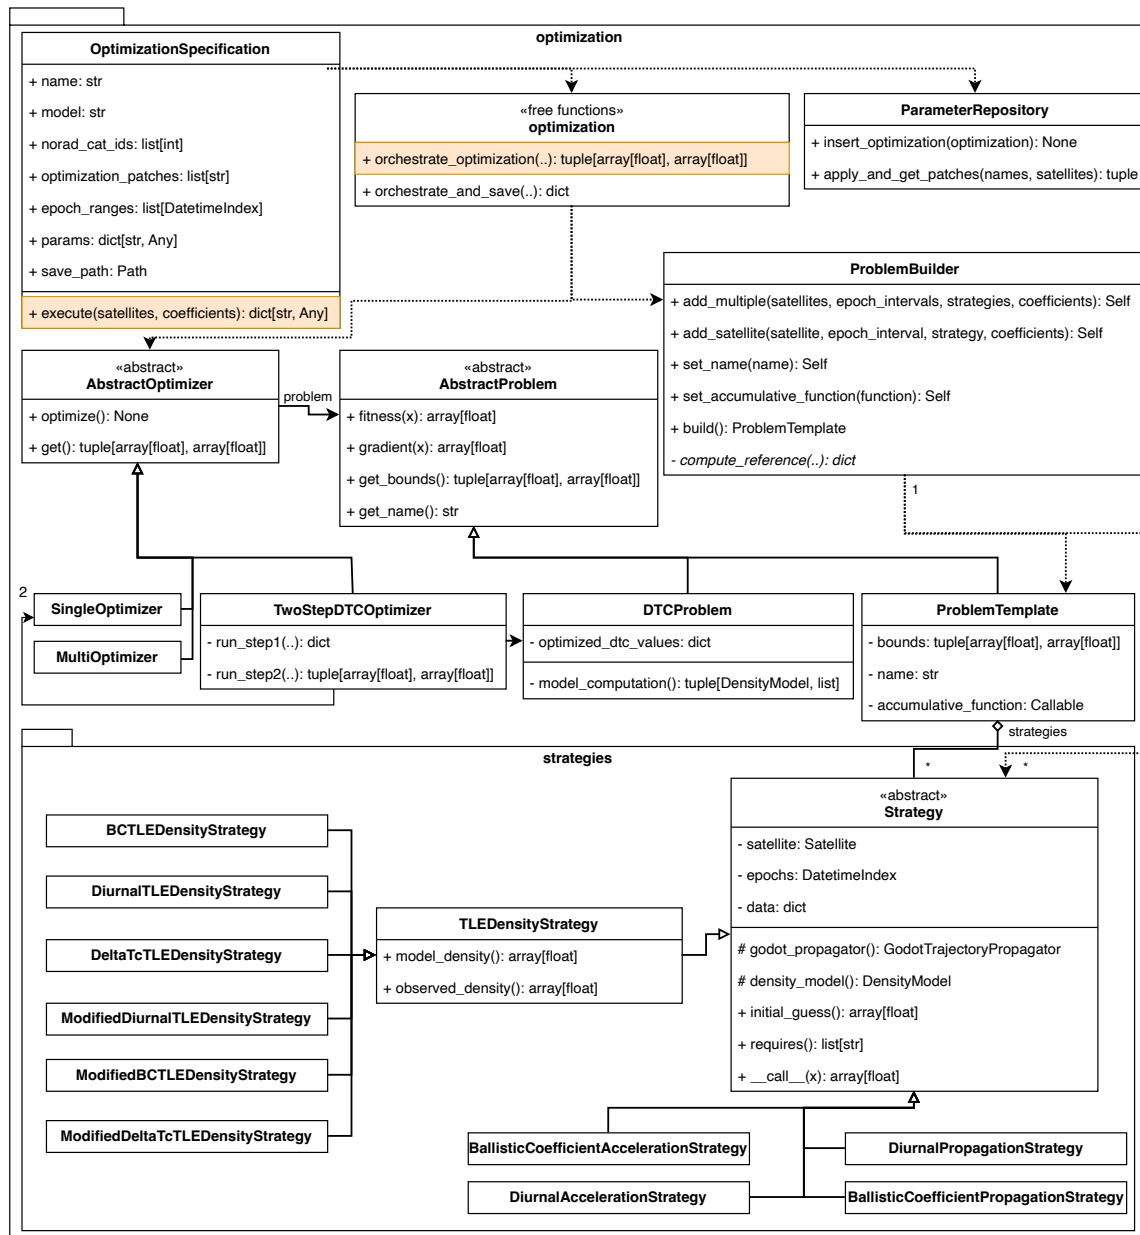 optimization
OptimizationSpecification
+ name: str
+ model: str
+ norad_cat_ids: list[int]
+ optimization_patches: list[str]
+ epoch_ranges: list[DatetimeIndex]
+ params: dict[str, Any]
+ save_path: Path
+ execute(satellites, coefficients): dict[str, Any]
«free functions»
optimization
+ orchestrate_optimization(..): tuple[array[float], array[float]]
+ orchestrate_and_save(..): dict
ParameterRepository
+ insert_optimization(optimization): None
+ apply_and_get_patches(names, satellites): tuple
ProblemBuilder
+ add_multiple(satellites, epoch_intervals, strategies, coefficients): Self
+ add_satellite(satellite, epoch_interval, strategy, coefficients): Self
+ set_name(name): Self
+ set_accumulative_function(function): Self
+ build(): ProblemTemplate
- compute_reference(..): dict
1
«abstract»
AbstractOptimizer
+ optimize(): None
+ get(): tuple[array[float], array[float]]
problem
«abstract»
AbstractProblem
+ fitness(x): array[float]
+ gradient(x): array[float]
+ get_bounds(): tuple[array[float], array[float]]
+ get_name(): str
2
SingleOptimizer
MultiOptimizer
TwoStepDTCOptimizer
- run_step1(..): dict
- run_step2(..): tuple[array[float], array[float]]
DTCProblem
- optimized_dtc_values: dict
- model_computation(): tuple[DensityModel, list]
ProblemTemplate
- bounds: tuple[array[float], array[float]]
- name: str
- accumulative_function: Callable
strategies
*
*
strategies
BCTLEDensityStrategy
DiurnalTLEDensityStrategy
DeltaTcTLEDensityStrategy
ModifiedDiurnalTLEDensityStrategy
ModifiedBCTLEDensityStrategy
ModifiedDeltaTcTLEDensityStrategy
TLEDensityStrategy
+ model_density(): array[float]
+ observed_density(): array[float]
«abstract»
Strategy
- satellite: Satellite
- epochs: DatetimeIndex
- data: dict
# godot_propagator(): GodotTrajectoryPropagator
# density_model(): DensityModel
+ initial_guess(): array[float]
+ requires(): list[str]
+ __call__(x): array[float]
BallisticCoefficientAccelerationStrategy
DiurnalPropagationStrategy
DiurnalAccelerationStrategy
BallisticCoefficientPropagationStrategy